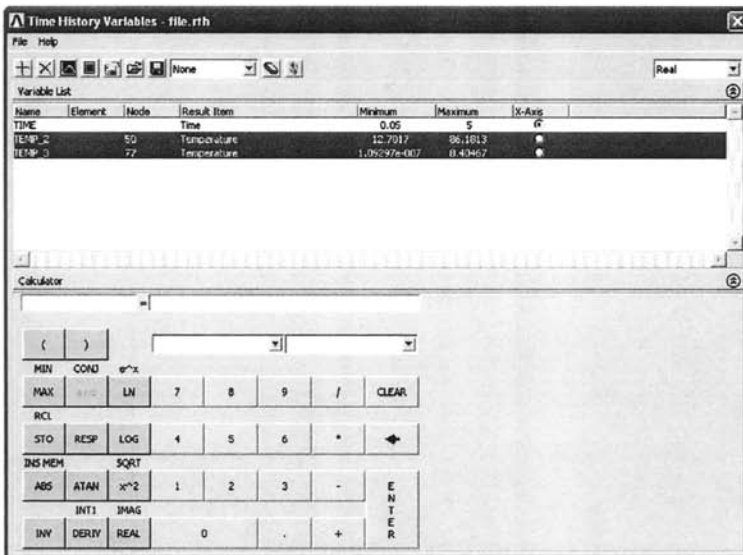 Time History Variables - file.rth
File Help
None Real
Variable List
Name Element Node Result Item Minimum Maximum X-Axis
TIME Time 0.05 5
TEMP_2 50 Temperature 12.7017 86.1813
TEMP_3 77 Temperature 1.09297e-007 8.40467
Calculator
=
( )
MIN CONJ e^x
MAX a+ib LN 7 8 9 / CLEAR
RCL
STO RESP LOG 4 5 6 *
INS MEM SQRT
ABS ATAN x^2 1 2 3 - ENTER
INT1 IMAG
INV DERIV REAL 0 . +